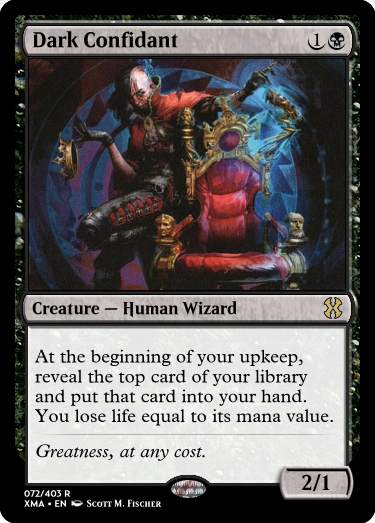 Dark Confidant 1
Creature — Human Wizard
At the beginning of your upkeep,
reveal the top card of your library
and put that card into your hand.
You lose life equal to its mana value.
Greatness, at any cost.
072/403 R
XMA • EN Scott M. Fischer
2/1